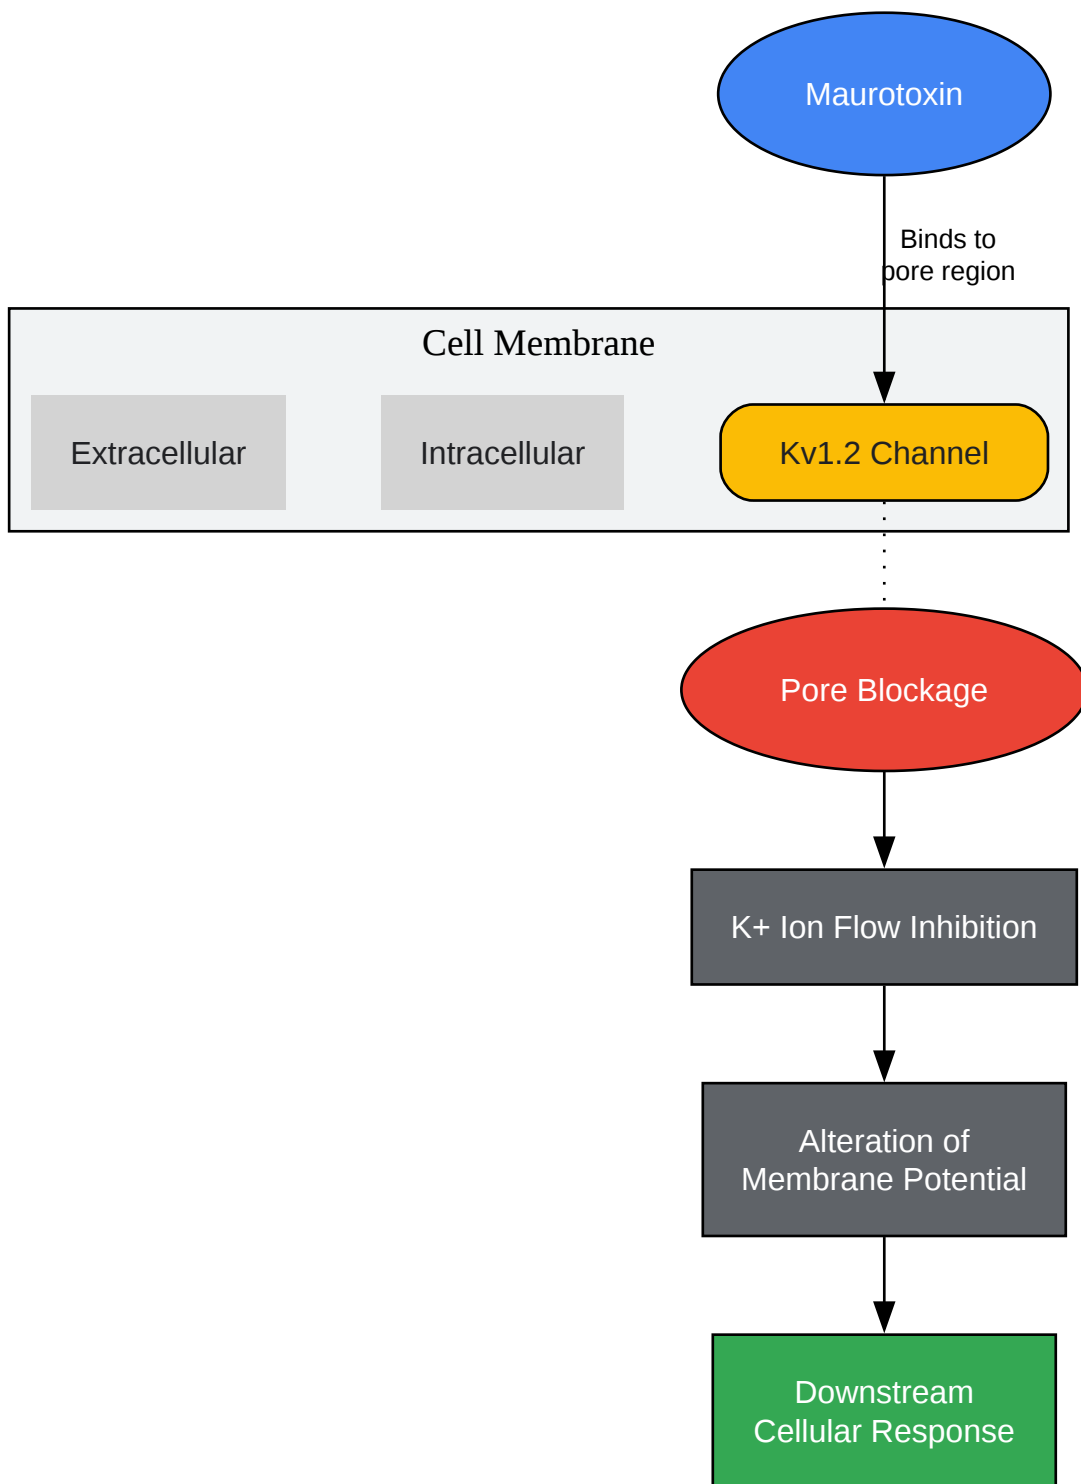 Maurotoxin
Binds to
pore region
Cell Membrane
Extracellular
Intracellular
Kv1.2 Channel
Pore Blockage
K+ Ion Flow Inhibition
Alteration of
Membrane Potential
Downstream
Cellular Response